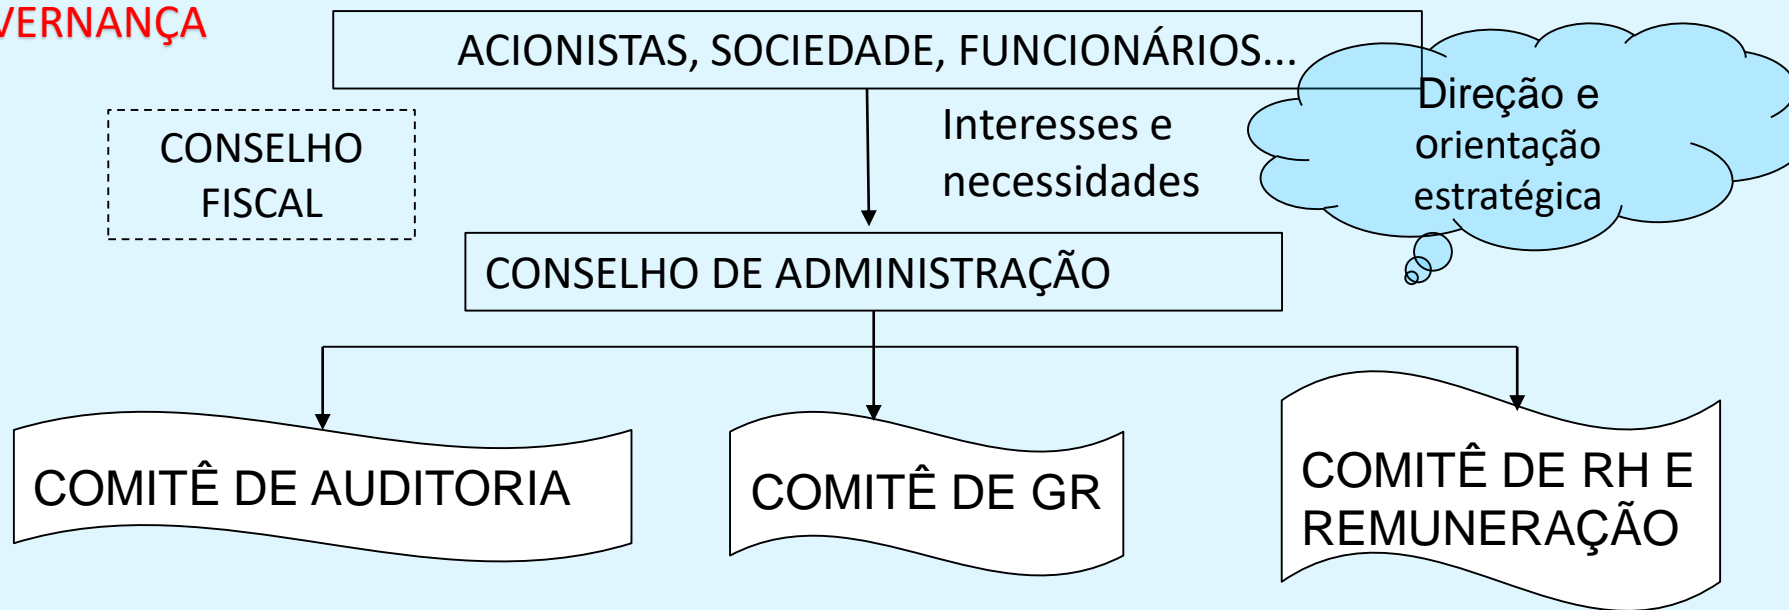 VERNANÇA
ACIONISTAS, SOCIEDADE, FUNCIONÁRIOS...
Direção e
orientação
estratégica
CONSELHO
FISCAL
Interesses e
necessidades
CONSELHO DE ADMINISTRAÇÃO
COMITÊ DE AUDITORIA
COMITÊ DE GR
COMITÊ DE RH E
REMUNERAÇÃO